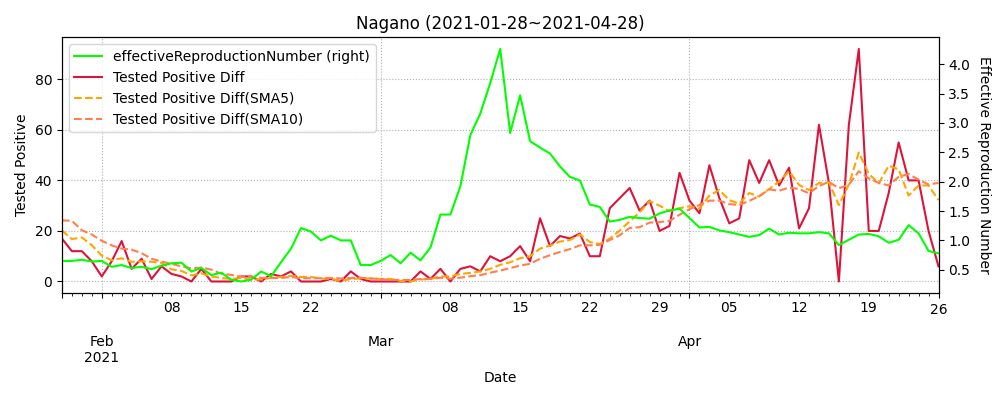 Nagano (2021-01-28~2021-04-28)
effectiveReproductionNumber (right)
Tested Positive Diff
Tested Positive Diff(SMA5)
Tested Positive Diff(SMA10)
Tested Positive
80
60
40
20
0
4.0
3.5
3.0
2.5
2.0
1.5
1.0
0.5
Effective Reproduction Number
08 15 22 08 15 22 29 05 12 19 26
Feb Mar Apr
2021
Date